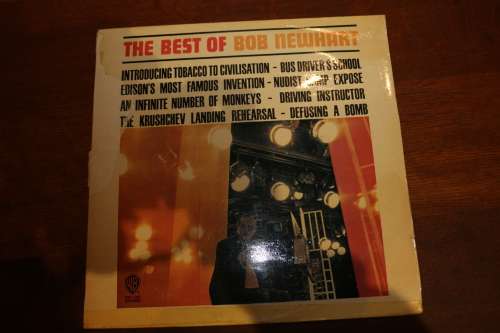 THE BEST OF BOB NEWHART
INTRODUCING TOBACCO TO CIVILISATION - BUS DRIVER'S SCHOOL
EDISON'S MOST FAMOUS INVENTION - NUDIST CAMP EXPOSE
AN INFINITE NUMBER OF MONKEYS - DRIVING INSTRUCTOR
THE KRUSHCHEV LANDING REHEARSAL - DEFUSING A BOMB